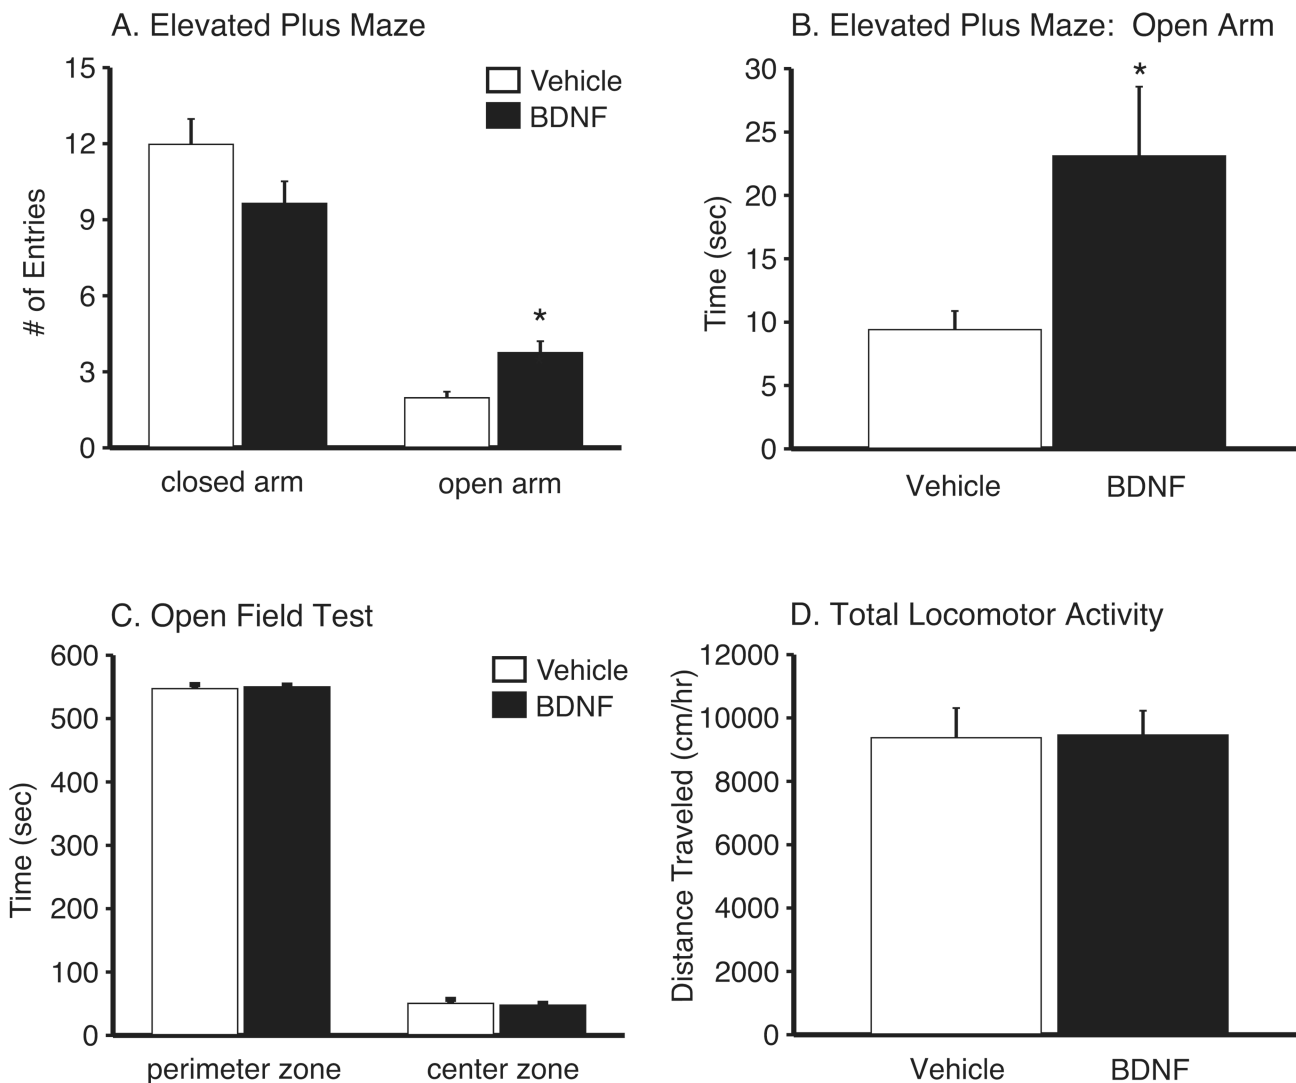 A. Elevated Plus Maze
15
12
9
6
3
0
# of Entries
Vehicle
BDNF
*
closed arm
open arm
B. Elevated Plus Maze: Open Arm
30
25
20
15
10
5
0
Time (sec)
*
Vehicle
BDNF
C. Open Field Test
600
500
400
300
200
100
0
Time (sec)
Vehicle
BDNF
perimeter zone
center zone
D. Total Locomotor Activity
12000
10000
8000
6000
4000
2000
0
Distance Traveled (cm/hr)
Vehicle
BDNF